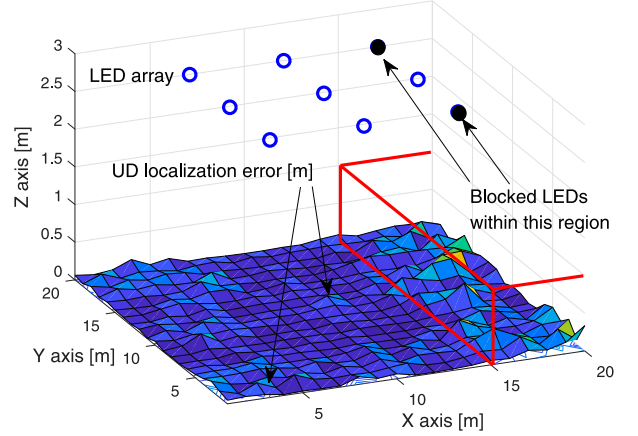 3
2.5
2
1.5
1
0.5
0
Z axis [m]
LED array
UD localization error [m]
Blocked LEDs
within this region
20
15
10
5
Y axis [m]
5
10
15
20
X axis [m]